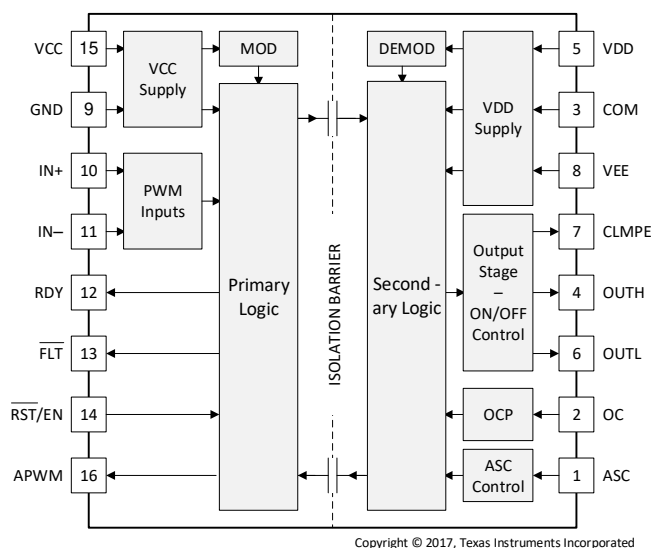 VCC 15 VCC Supply MOD DEMOD VDD Supply 5 VDD
GND 9 3 COM
IN+ 10 PWM Inputs 8 VEE
IN– 11 7 CLMPE
RDY 12 Primary Logic ISOLATION BARRIER Second - ary Logic Output Stage – ON/OFF Control 4 OUTH
FLT 13 6 OUTL
RST/EN 14 OCP 2 OC
APWM 16 ASC Control 1 ASC
Copyright © 2017, Texas Instruments Incorporated